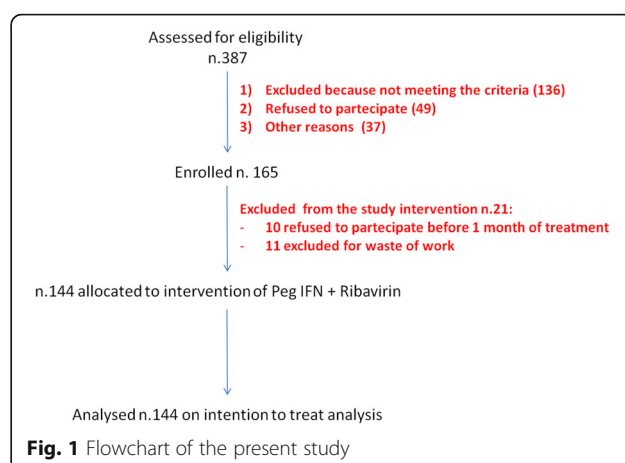 Assessed for eligibility
n.387
1) Excluded because not meeting the criteria (136)
2) Refused to partecipate (49)
3) Other reasons (37)
Enrolled n. 165
Excluded from the study intervention n.21:
- 10 refused to partecipate before 1 month of treatment
- 11 excluded for waste of work
n.144 allocated to intervention of Peg IFN + Ribavirin
Analysed n.144 on intention to treat analysis
Fig. 1 Flowchart of the present study